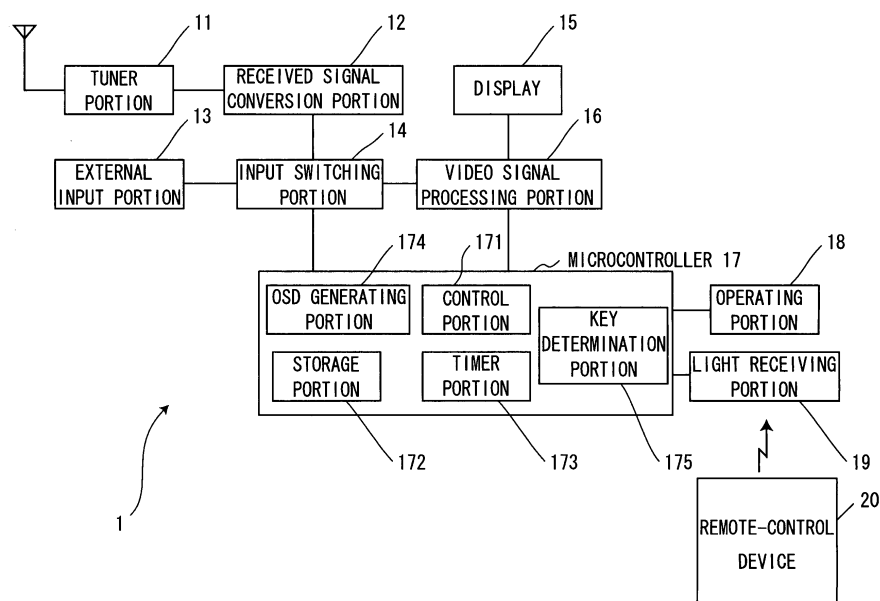 11
12
15
TUNER
PORTION
RECEIVED SIGNAL
CONVERSION PORTION
DISPLAY
13
14
16
EXTERNAL
INPUT PORTION
INPUT SWITCHING
PORTION
VIDEO SIGNAL
PROCESSING PORTION
174
171
MICROCONTROLLER 17
18
OSD GENERATING
PORTION
CONTROL
PORTION
KEY
DETERMINATION
PORTION
OPERATING
PORTION
STORAGE
PORTION
TIMER
PORTION
LIGHT RECEIVING
PORTION
172
173
175
19
1
20
REMOTE-CONTROL
DEVICE